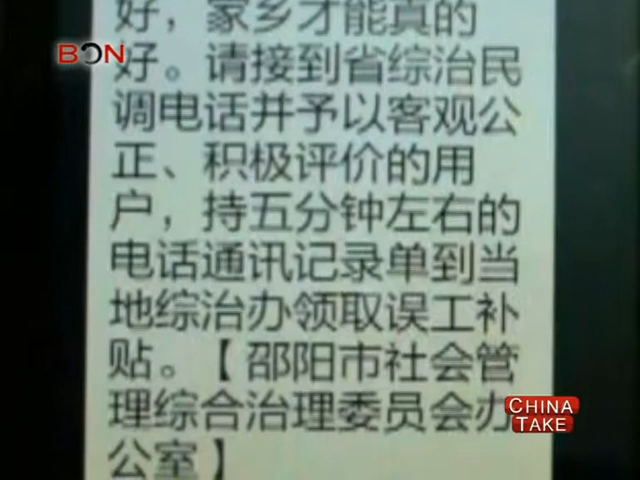 好，家乡才能真的
BON
好。请接到省综治民
调电话并予以客观公
正、积极评价的用
户，持五分钟左右的
电话通讯记录单到当
地综治办领取误工补
贴。【邵阳市社会管
理综合治理委员会办
公室】
CHINA
TAKE